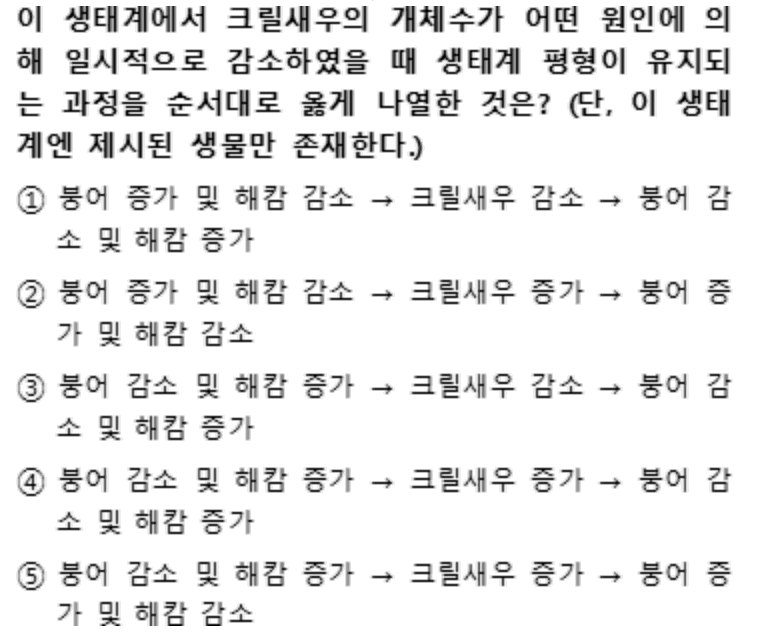 이 생태계에서 크릴새우의 개체수가 어떤 원인에 의
해 일시적으로 감소하였을 때 생태계 평형이 유지되
는 과정을 순서대로 옳게 나열한 것은? (단, 이 생태
계엔 제시된 생물만 존재한다.)
① 붕어 증가 및 해캄 감소 → 크릴새우 감소 → 붕어 감
소 및 해캄 증가
② 붕어 증가 및 해캄 감소 → 크릴새우 증가 → 붕어 증
가 및 해캄 감소
③ 붕어 감소 및 해캄 증가 → 크릴새우 감소 → 붕어 감
소 및 해캄 증가
④ 붕어 감소 및 해캄 증가 → 크릴새우 증가 → 붕어 감
소 및 해캄 증가
⑤ 붕어 감소 및 해캄 증가 → 크릴새우 증가 → 붕어 증
가 및 해캄 감소